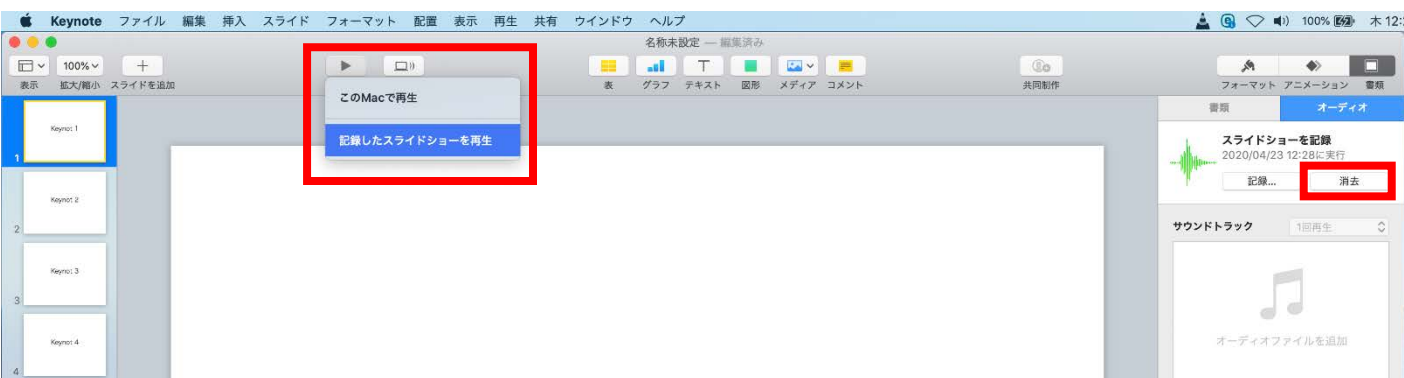 Keynote ファイル 編集 挿入 スライド フォーマット 配置 表示 再生 共有 ウインドウ ヘルプ 100% 木 12:
名称未設定 — 編集済み
100%
表示 拡大/縮小 スライドを追加 表 グラフ テキスト 図形 メディア コメント 共同制作 フォーマット アニメーション 書類
このMacで再生
記録したスライドショーを再生
書類 オーディオ
スライドショーを記録
2020/04/23 12:28に実行
記録... 消去
サウンドトラック 1回再生
オーディオファイルを追加
Keynot 1
1
Keynot 2
2
Keynot 3
3
Keynot 4
4